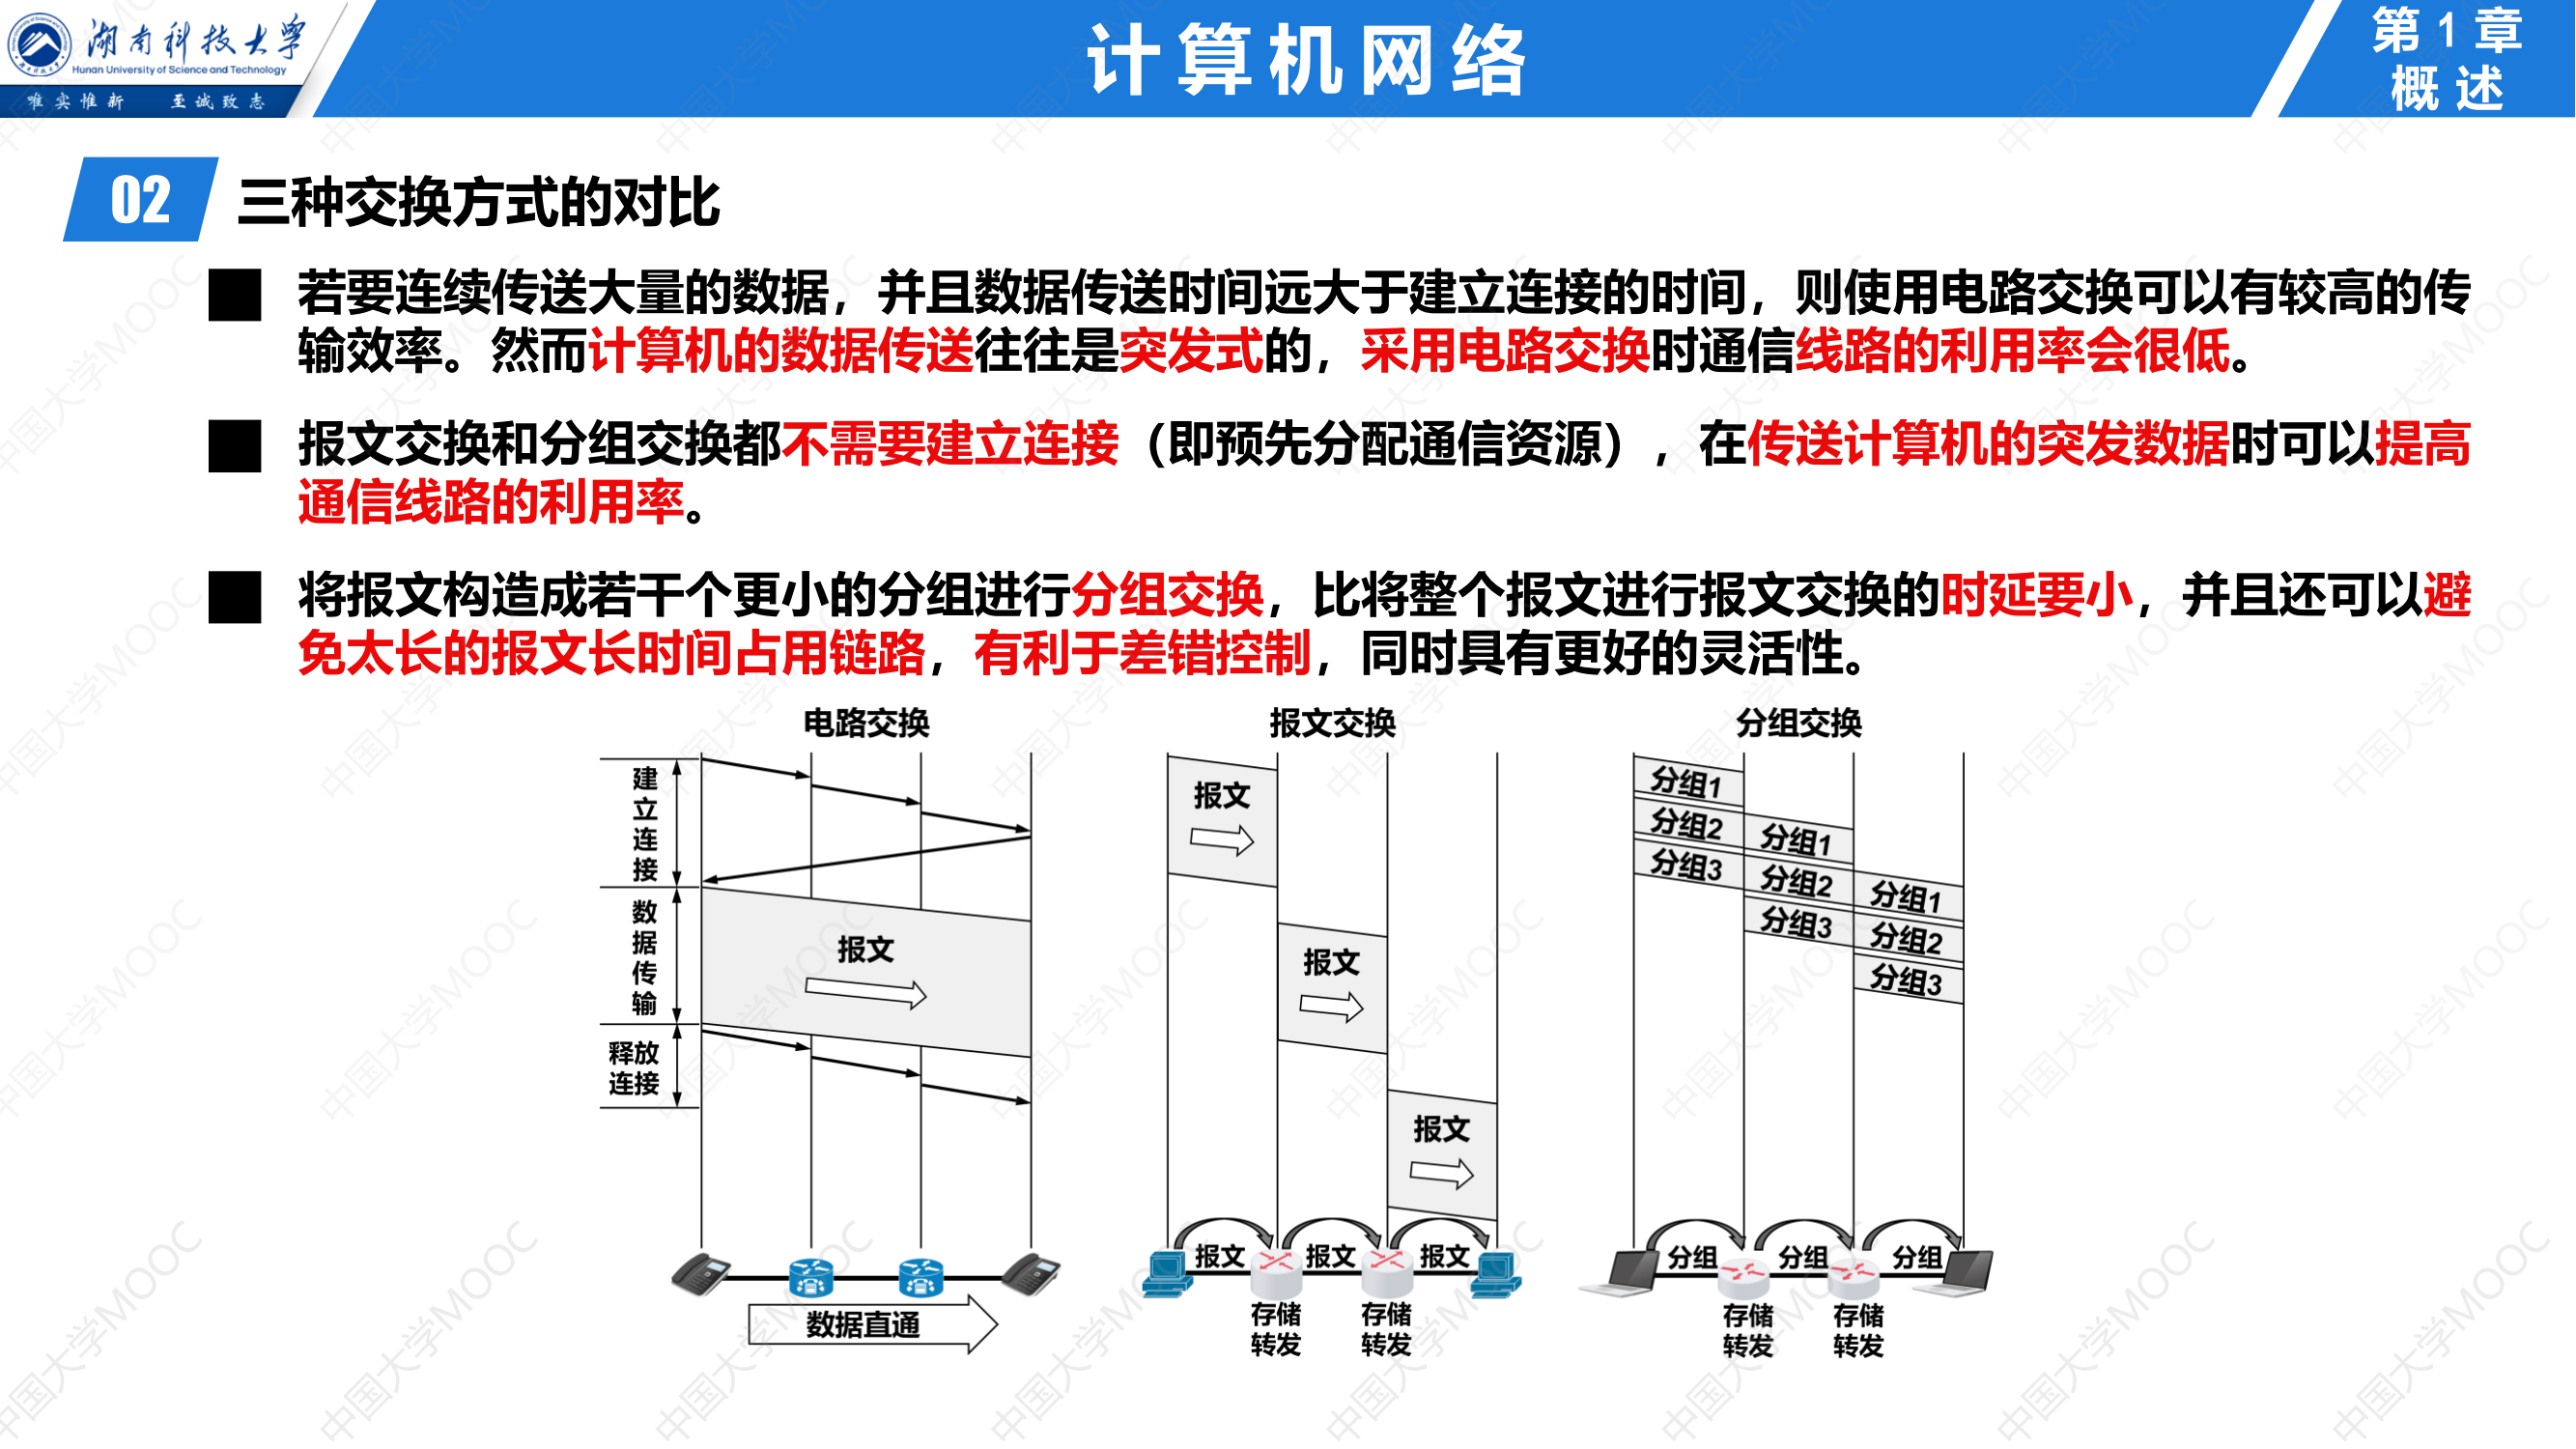 湖南科技大学
Hunan University of Science and Technology
唯实惟新 至诚致志
计算机网络
第1章
概述
02 三种交换方式的对比
若要连续传送大量的数据，并且数据传送时间远大于建立连接的时间，则使用电路交换可以有较高的传
输效率。然而计算机的数据传送往往是突发式的，采用电路交换时通信线路的利用率会很低。
报文交换和分组交换都不需要建立连接（即预先分配通信资源），在传送计算机的突发数据时可以提高
通信线路的利用率。
将报文构造成若干个更小的分组进行分组交换，比将整个报文进行报文交换的时延要小，并且还可以避
免太长的报文长时间占用链路，有利于差错控制，同时具有更好的灵活性。
电路交换
建立连接
数据传输
释放
连接
报文
数据直通
报文交换
报文
报文
报文
报文 报文 报文
存储 存储
转发 转发
分组交换
分组1
分组2 分组1
分组3 分组2 分组1
分组3 分组2
分组3
分组 分组 分组
存储 存储
转发 转发
中国大学MOOC